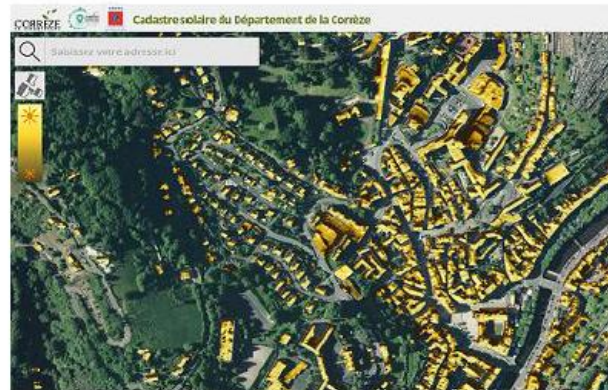 CORRÈZE
Cadastre solaire du Département de la Corrèze
Saisissez votre adresse ici